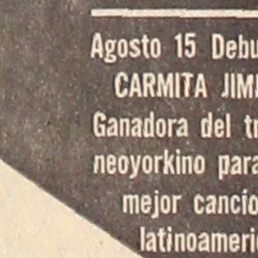 Agosto 15 Debu
CARMITA JIM
Ganadora del tr
neoyorkino para
mejor cancio
latinoameri